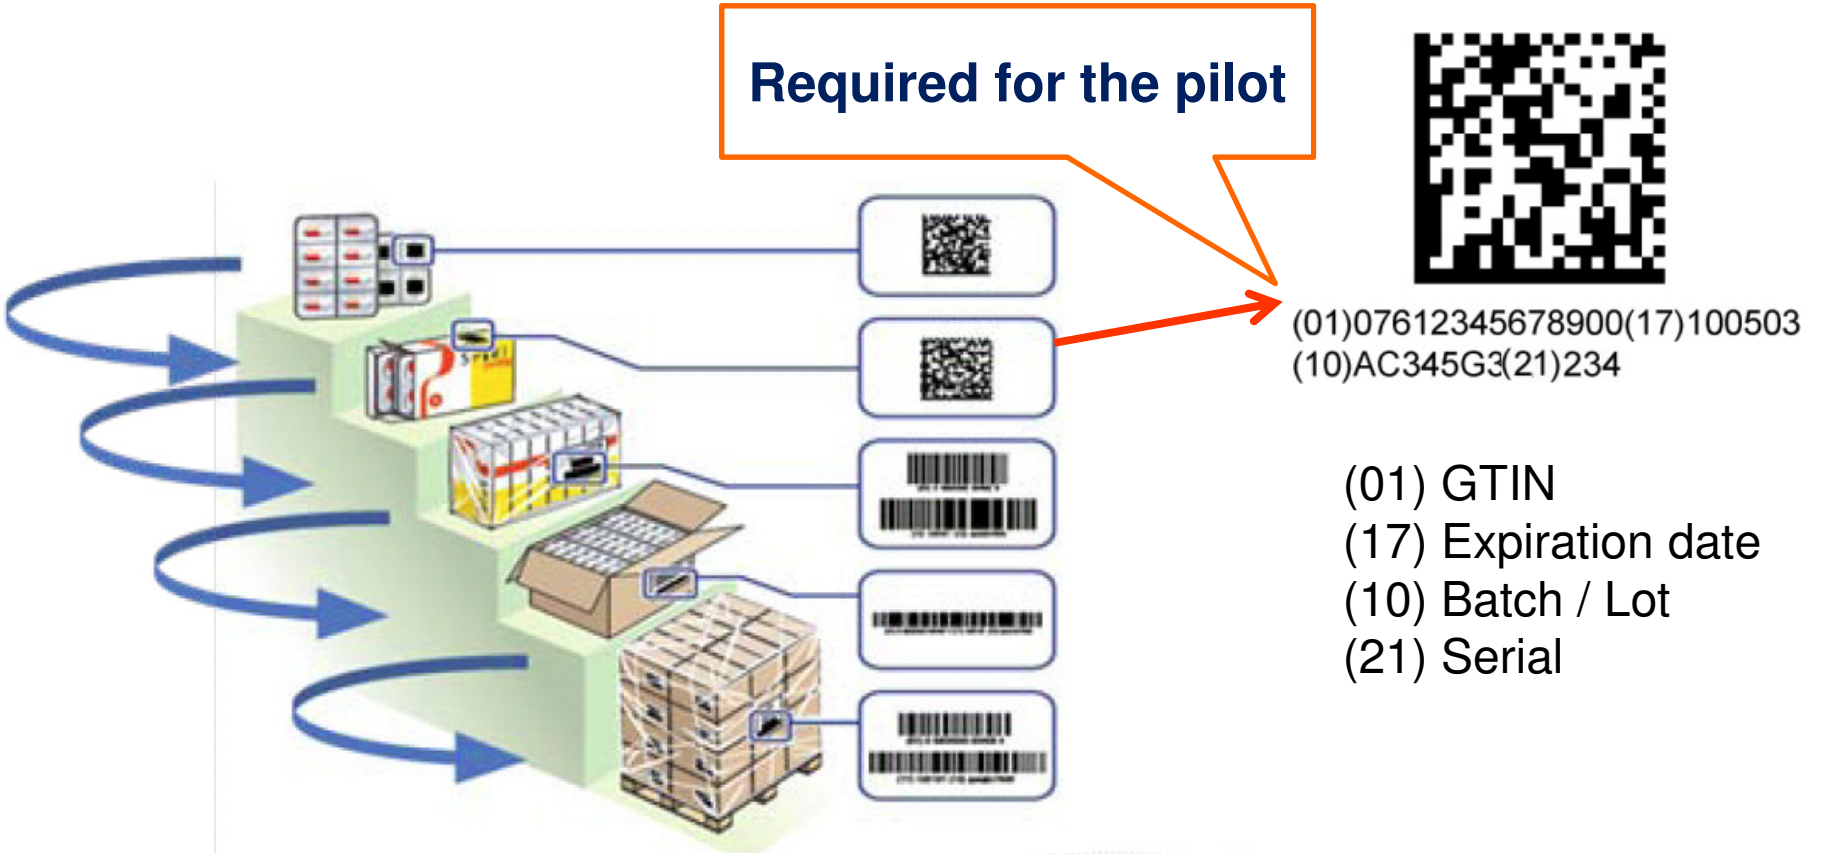 Required for the pilot
(01)07612345678900(17)100503
(10)AC345G3(21)234
(01) GTIN
(17) Expiration date
(10) Batch / Lot
(21) Serial